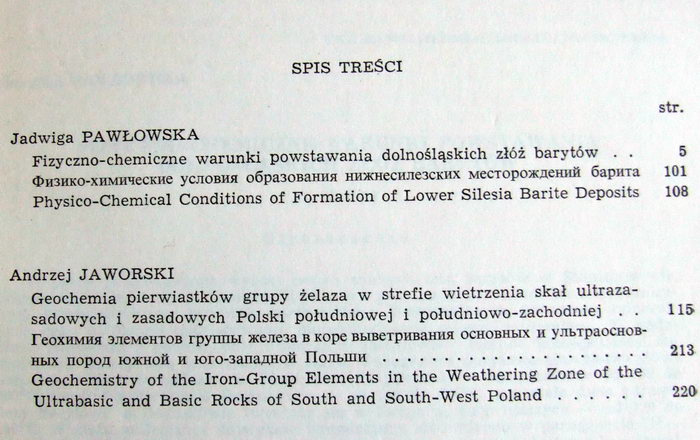 SPIS TREŚCI
str.
Jadwiga PAWŁOWSKA
Fizyczno-chemiczne warunki powstawania dolnośląskich złóż barytów . . 5
Физико-химические условия образования нижнесилезских месторождений барита 101
Physico-Chemical Conditions of Formation of Lower Silesia Barite Deposits 108
Andrzej JAWORSKI
Geochemia pierwiastków grupy żelaza w strefie wietrzenia skał ultraza-
sadowych i zasadowych Polski południowej i południowo-zachodniej . . 115
Геохимия элементов группы железа в коре выветривания основных и ультраоснов-
ных пород южной и юго-западной Польши . . . . . . . . . . . . . . . . 213
Geochemistry of the Iron-Group Elements in the Weathering Zone of the
Ultrabasic and Basic Rocks of South and South-West Poland . . . . . . 220